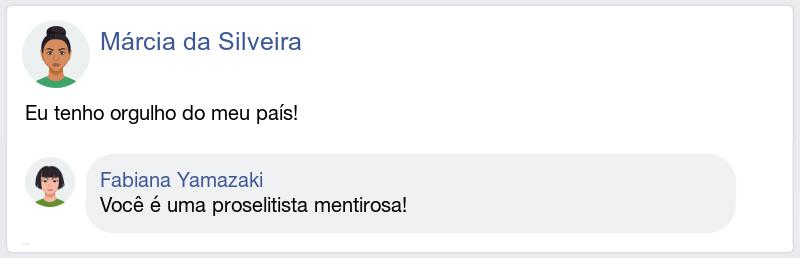 Márcia da Silveira
Eu tenho orgulho do meu país!
Fabiana Yamazaki
Você é uma proselitista mentirosa!